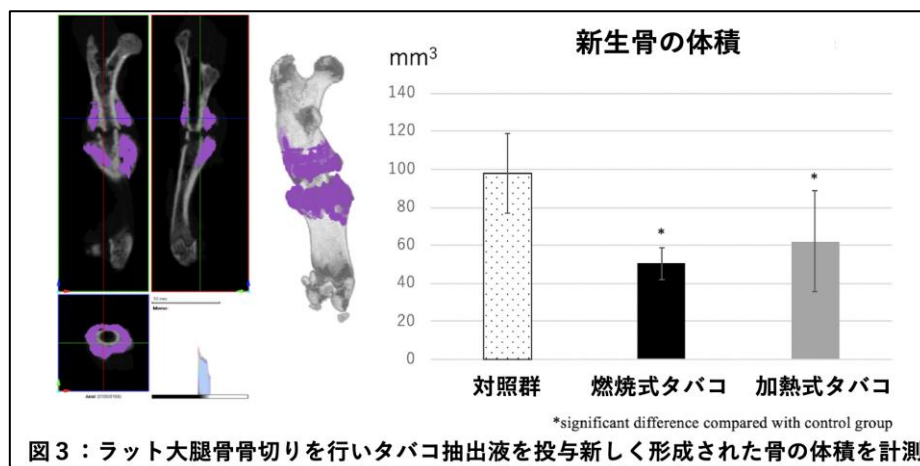 新生骨の体積
mm³
140
120
100
80
60
40
20
0
*
*
対照群
燃焼式タバコ
加熱式タバコ
*significant difference compared with control group
10 mm
図３：ラット大腿骨骨切りを行いタバコ抽出液を投与新しく形成された骨の体積を計測